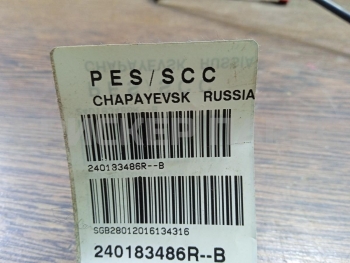 PES/SCC
CHAPAYEVSK RUSSIA
240183486R--B
SGB28012016134316
240183486R--B